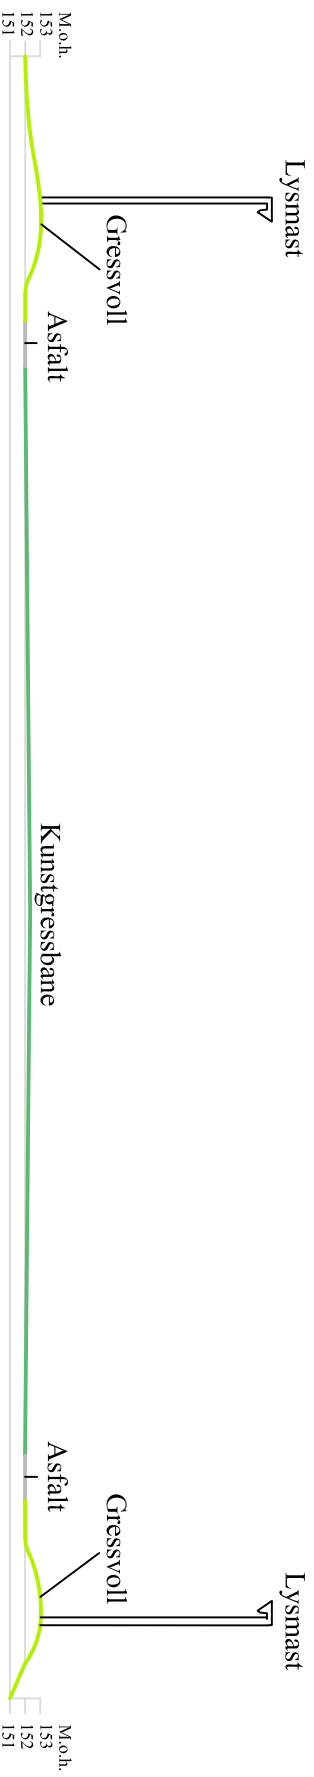 Lysmast
Lysmast
Gressvoll
Gressvoll
M.o.h.
153
152
151
Asfalt
Kunstgressbane
Asfalt
M.o.h.
153
152
151